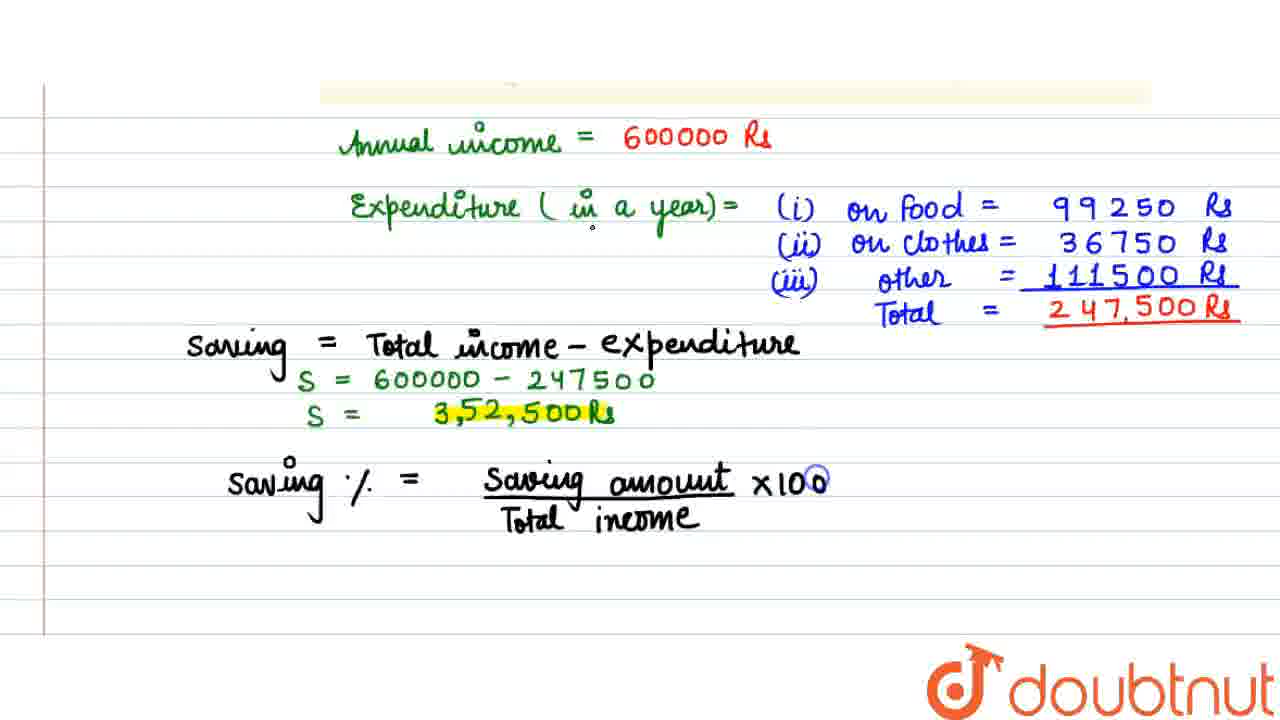 Annual income = 600000 Rs
Expenditure (in a year) = (i) on food = 99250 Rs
(ii) on clothes = 36750 Rs
(iii) other = 111500 Rs
Total = 247,500 Rs
saving = Total income - expenditure
S = 600000 - 247500
S = 3,52,500 Rs
saving % = saving amount × 100
Total income
doubtnut